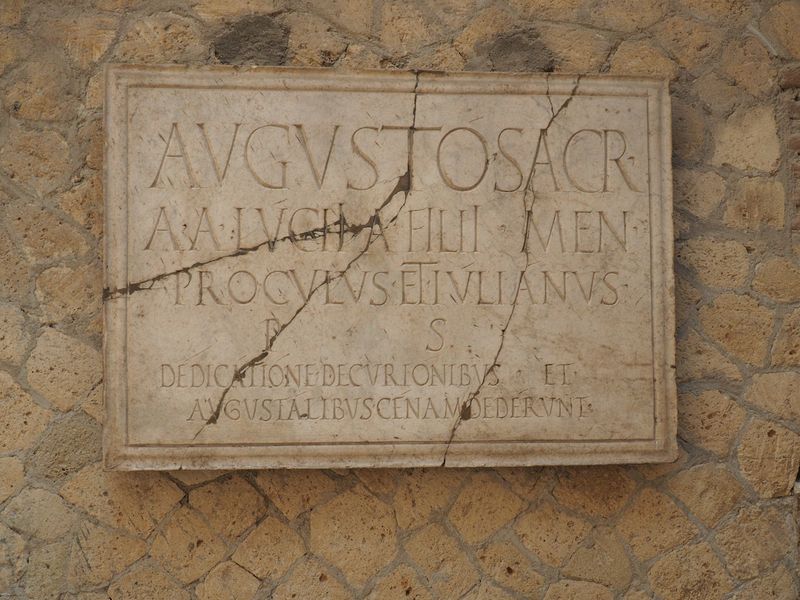 AVGVSTO SACR
A·A·LVCII A FILII · MEN
PROCVLVS ET IVLIANVS
P S
DEDICATIONE DECVRIONIBVS ET
AVGVSTALIBVS CENAM DEDERVNT